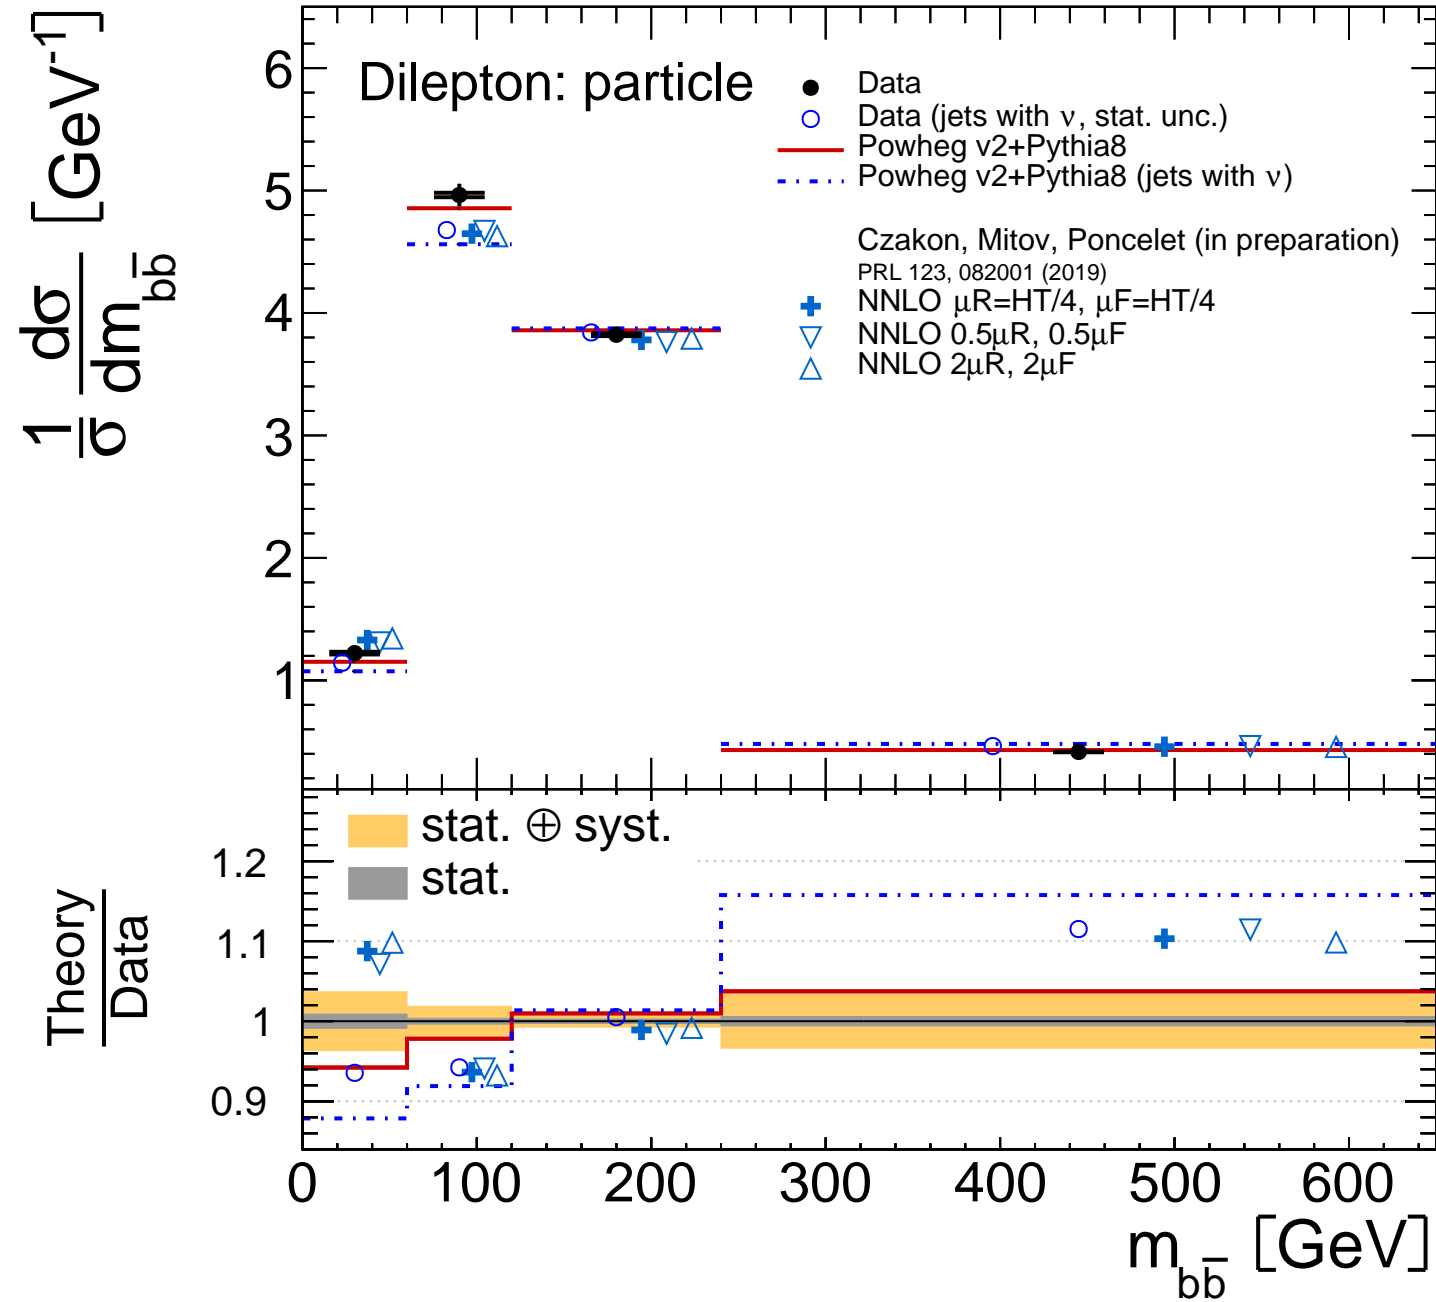 1/σ dσ/dm_bb̅ [GeV⁻¹]
6
5
4
3
2
1
Dilepton: particle
Data
Data (jets with ν, stat. unc.)
Powheg v2+Pythia8
Powheg v2+Pythia8 (jets with ν)
Czakon, Mitov, Poncelet (in preparation)
PRL 123, 082001 (2019)
NNLO μR=HT/4, μF=HT/4
NNLO 0.5μR, 0.5μF
NNLO 2μR, 2μF
Theory
Data
1.2
1.1
1
0.9
stat. ⊕ syst.
stat.
0 100 200 300 400 500 600
m_bb̅ [GeV]